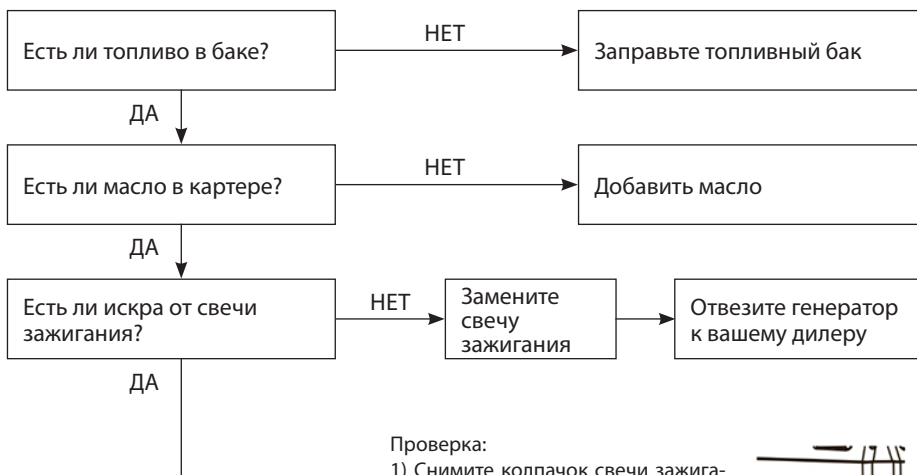 Есть ли топливо в баке?
НЕТ
Заправьте топливный бак
ДА
Есть ли масло в картере?
НЕТ
Добавить масло
ДА
Есть ли искра от свечи
зажигания?
НЕТ
Замените
свечу
зажигания
Отвезите генератор
к вашему дилеру
ДА
Проверка:
1) Снимите колпачок свечи зажига-